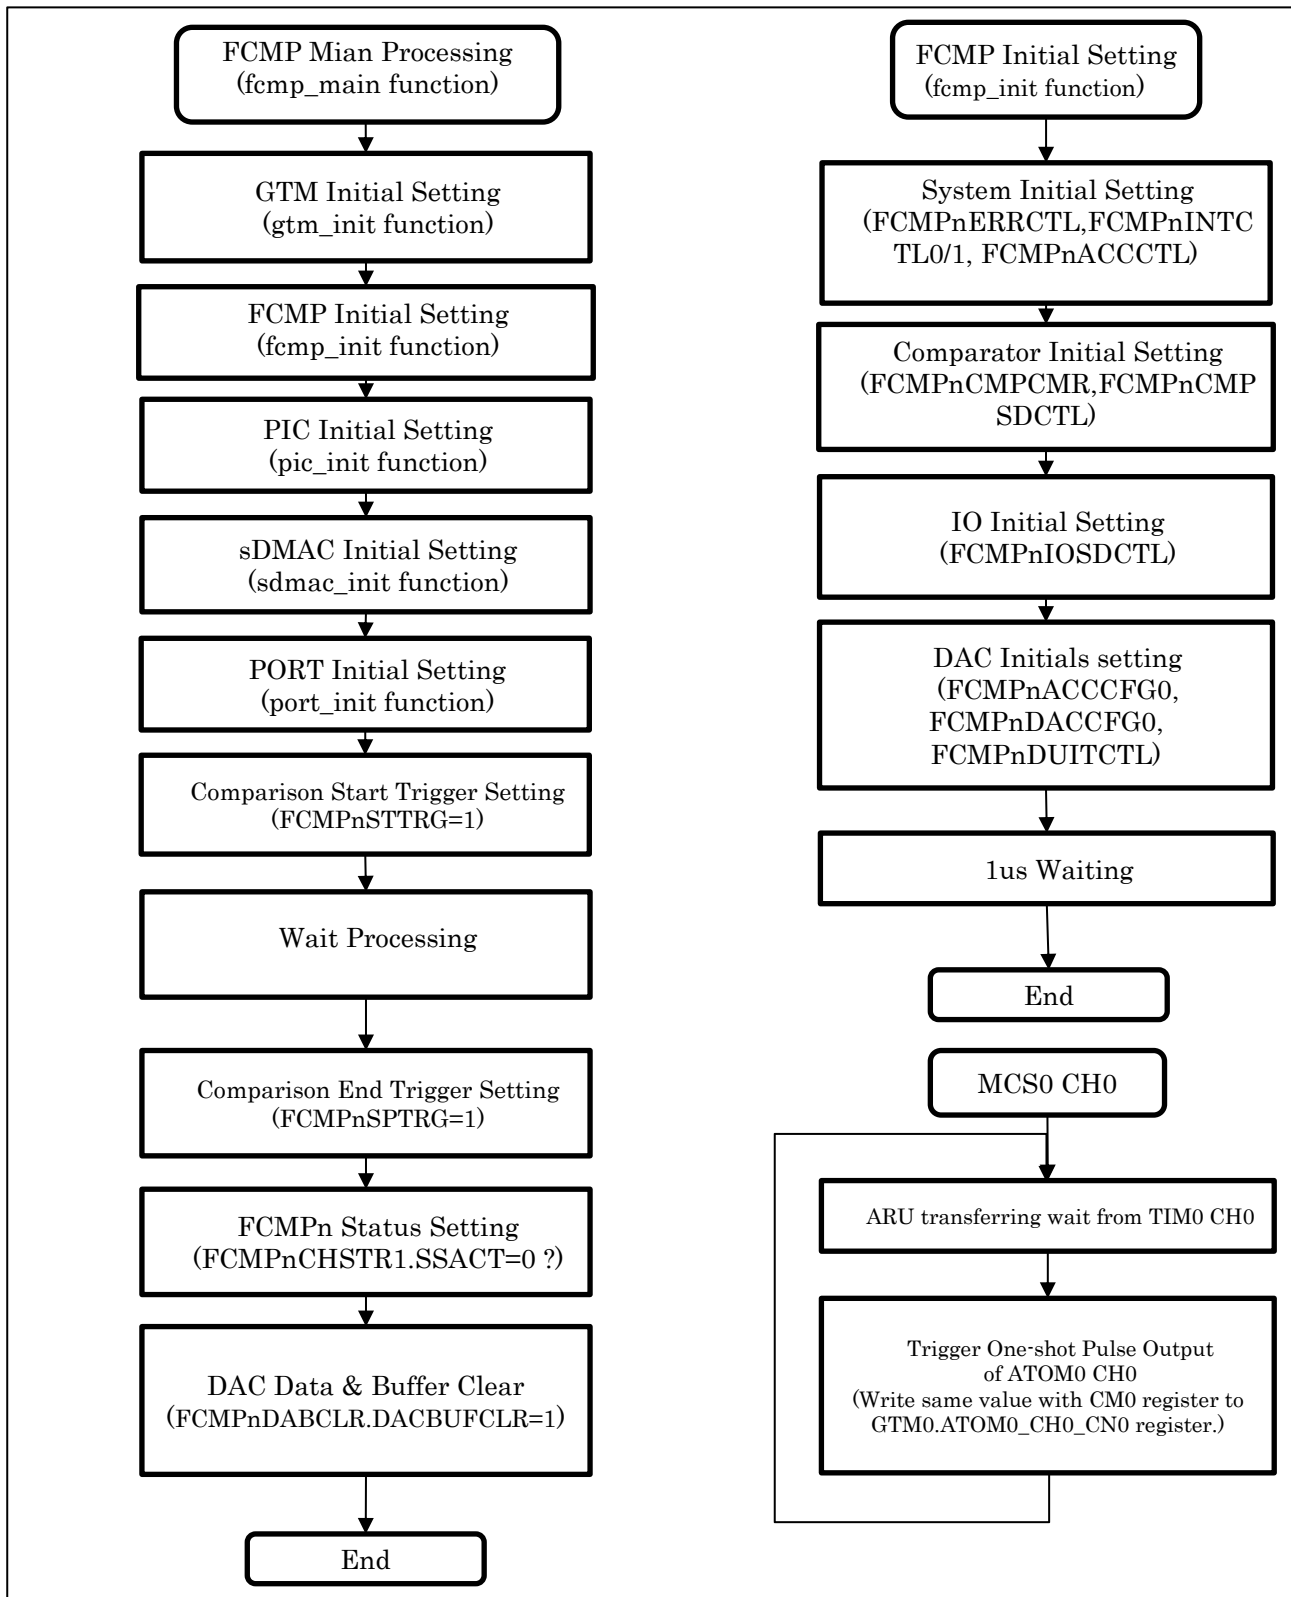 FCMP Mian Processing
(fcmp_main function)
GTM Initial Setting
(gtm_init function)
FCMP Initial Setting
(fcmp_init function)
PIC Initial Setting
(pic_init function)
sDMAC Initial Setting
(sdmac_init function)
PORT Initial Setting
(port_init function)
Comparison Start Trigger Setting
(FCMPnSTTRG=1)
Wait Processing
Comparison End Trigger Setting
(FCMPnSPTRG=1)
FCMPn Status Setting
(FCMPnCHSTR1.SSACT=0 ?)
DAC Data & Buffer Clear
(FCMPnDABCLR.DACBUFCLR=1)
End
FCMP Initial Setting
(fcmp_init function)
System Initial Setting
(FCMPnERRCTL,FCMPnINTC
TL0/1, FCMPnACCCTL)
Comparator Initial Setting
(FCMPnCMPCMR,FCMPnCMP
SDCTL)
IO Initial Setting
(FCMPnIOSDCTL)
DAC Initials setting
(FCMPnACCCFG0,
FCMPnDACCFG0,
FCMPnDUITCTL)
1us Waiting
End
MCS0 CH0
ARU transferring wait from TIM0 CH0
Trigger One-shot Pulse Output
of ATOM0 CH0
(Write same value with CM0 register to
GTM0.ATOM0_CH0_CN0 register.)